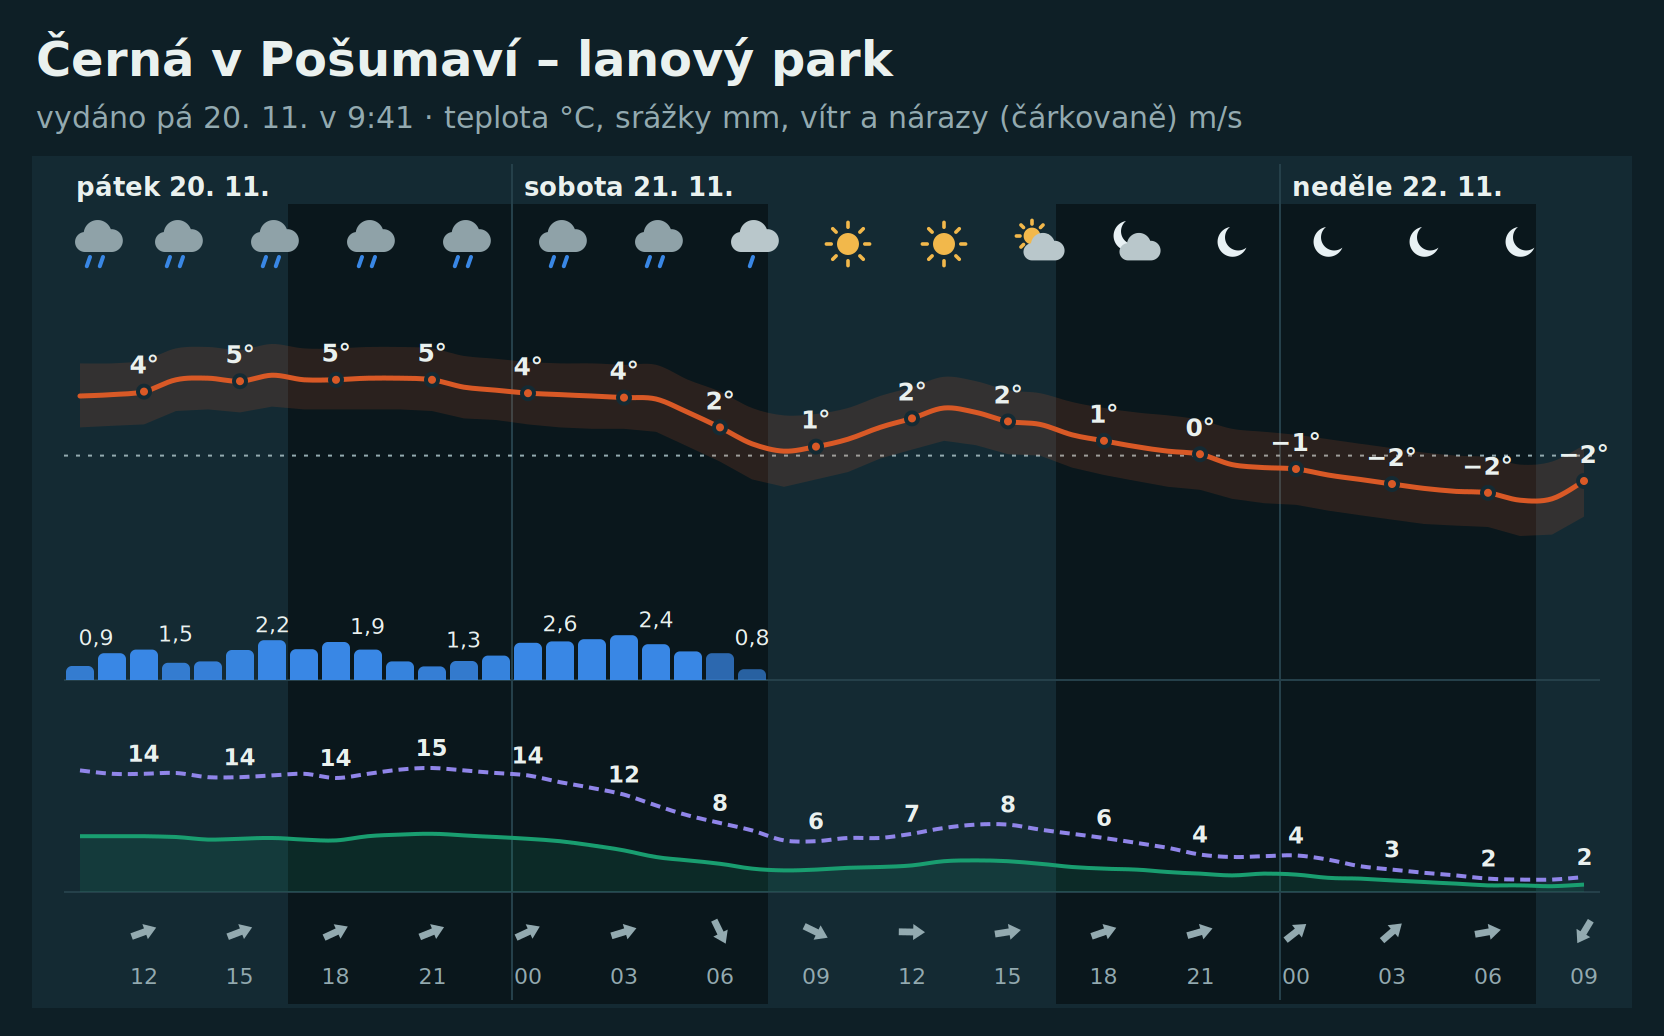 Černá v Pošumaví – lanový park
vydáno pá 20. 11. v 9:41 · teplota °C, srážky mm, vítr a nárazy (čárkovaně) m/s
pátek 20. 11. sobota 21. 11. neděle 22. 11.
4° 5° 5° 5° 4° 4° 2° 1° 2° 2° 1° 0° −1° −2° −2° −2°
0,9 1,5 2,2 1,9 1,3 2,6 2,4 0,8
14 14 14 15 14 12 8 6 7 8 6 4 4 3 2 2
12 15 18 21 00 03 06 09 12 15 18 21 00 03 06 09